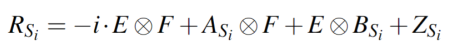 R_{S_i} = −i·E⊗F + A_{S_i}⊗F + E⊗B_{S_i} + Z_{S_i}